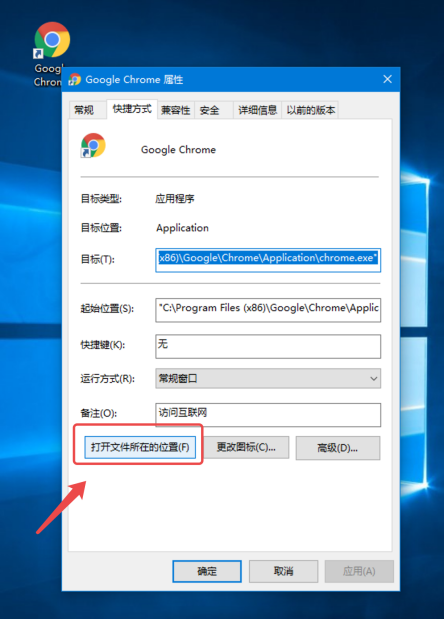 Google
Chrome
Google Chrome 属性
常规 快捷方式 兼容性 安全 详细信息 以前的版本
Google Chrome
目标类型: 应用程序
目标位置: Application
目标(T): x86)\Google\Chrome\Application\chrome.exe"
起始位置(S): "C:\Program Files (x86)\Google\Chrome\Applic
快捷键(K): 无
运行方式(R): 常规窗口
备注(O): 访问互联网
打开文件所在的位置(F) 更改图标(C)... 高级(D)...
确定 取消 应用(A)